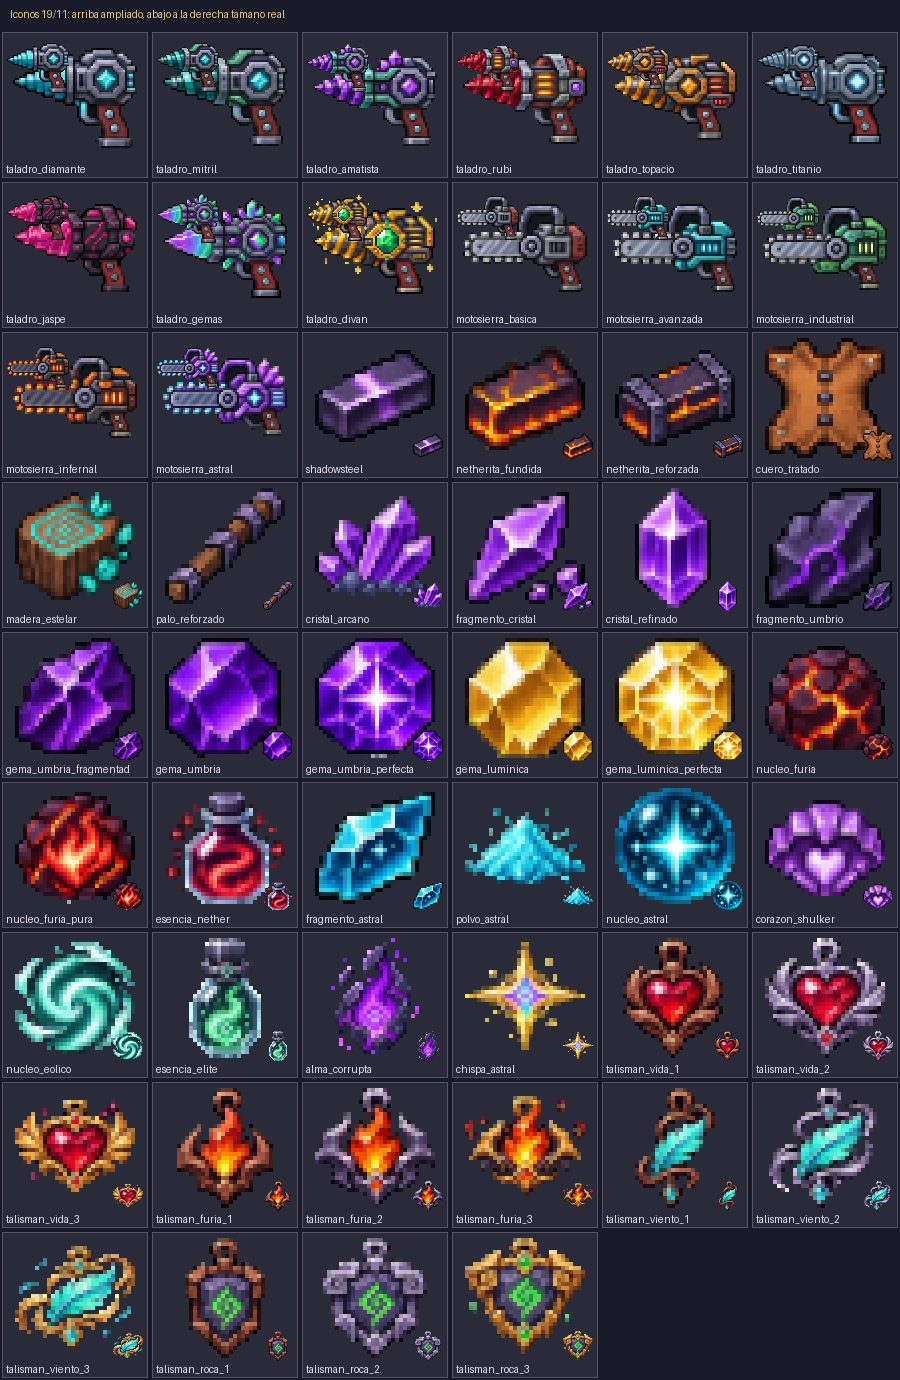 Iconos 19/11: arriba ampliado, abajo a la derecha tamano real
taladro_diamante
taladro_mitril
taladro_amatista
taladro_rubi
taladro_topacio
taladro_titanio
taladro_jaspe
taladro_gemas
taladro_divan
motosierra_basica
motosierra_avanzada
motosierra_industrial
motosierra_infernal
motosierra_astral
shadowsteel
netherita_fundida
netherita_reforzada
cuero_tratado
madera_estelar
palo_reforzado
cristal_arcano
fragmento_cristal
cristal_refinado
fragmento_umbrio
gema_umbria_fragmentad
gema_umbria
gema_umbria_perfecta
gema_luminica
gema_luminica_perfecta
nucleo_furia
nucleo_furia_pura
esencia_nether
fragmento_astral
polvo_astral
nucleo_astral
corazon_shulker
nucleo_eolico
esencia_elite
alma_corrupta
chispa_astral
talisman_vida_1
talisman_vida_2
talisman_vida_3
talisman_furia_1
talisman_furia_2
talisman_furia_3
talisman_viento_1
talisman_viento_2
talisman_viento_3
talisman_roca_1
talisman_roca_2
talisman_roca_3